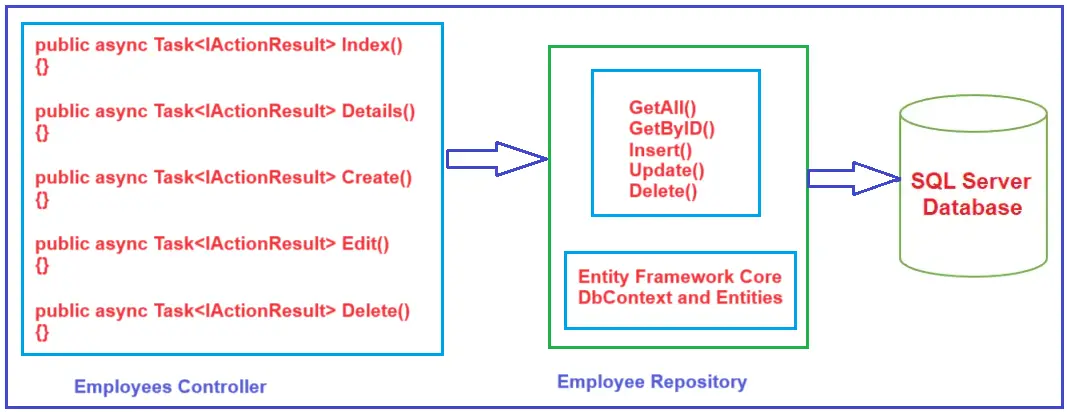 public async Task<IActionResult> Index()
{}
public async Task<IActionResult> Details()
{}
public async Task<IActionResult> Create()
{}
public async Task<IActionResult> Edit()
{}
public async Task<IActionResult> Delete()
{}
Employees Controller
GetAll()
GetByID()
Insert()
Update()
Delete()
Entity Framework Core
DbContext and Entities
Employee Repository
SQL Server
Database